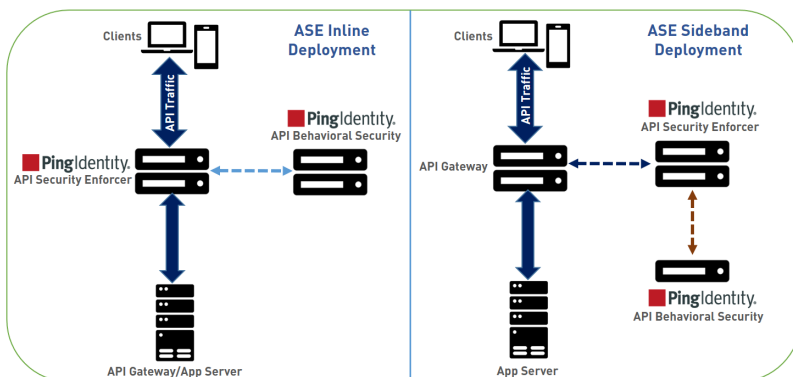 ASE Inline
Deployment
Clients
API Traffic
PingIdentity.
API Behavioral Security
PingIdentity.
API Security Enforcer
API Gateway/App Server
ASE Sideband
Deployment
Clients
API Traffic
PingIdentity.
API Security Enforcer
API Gateway
PingIdentity.
API Behavioral Security
App Server